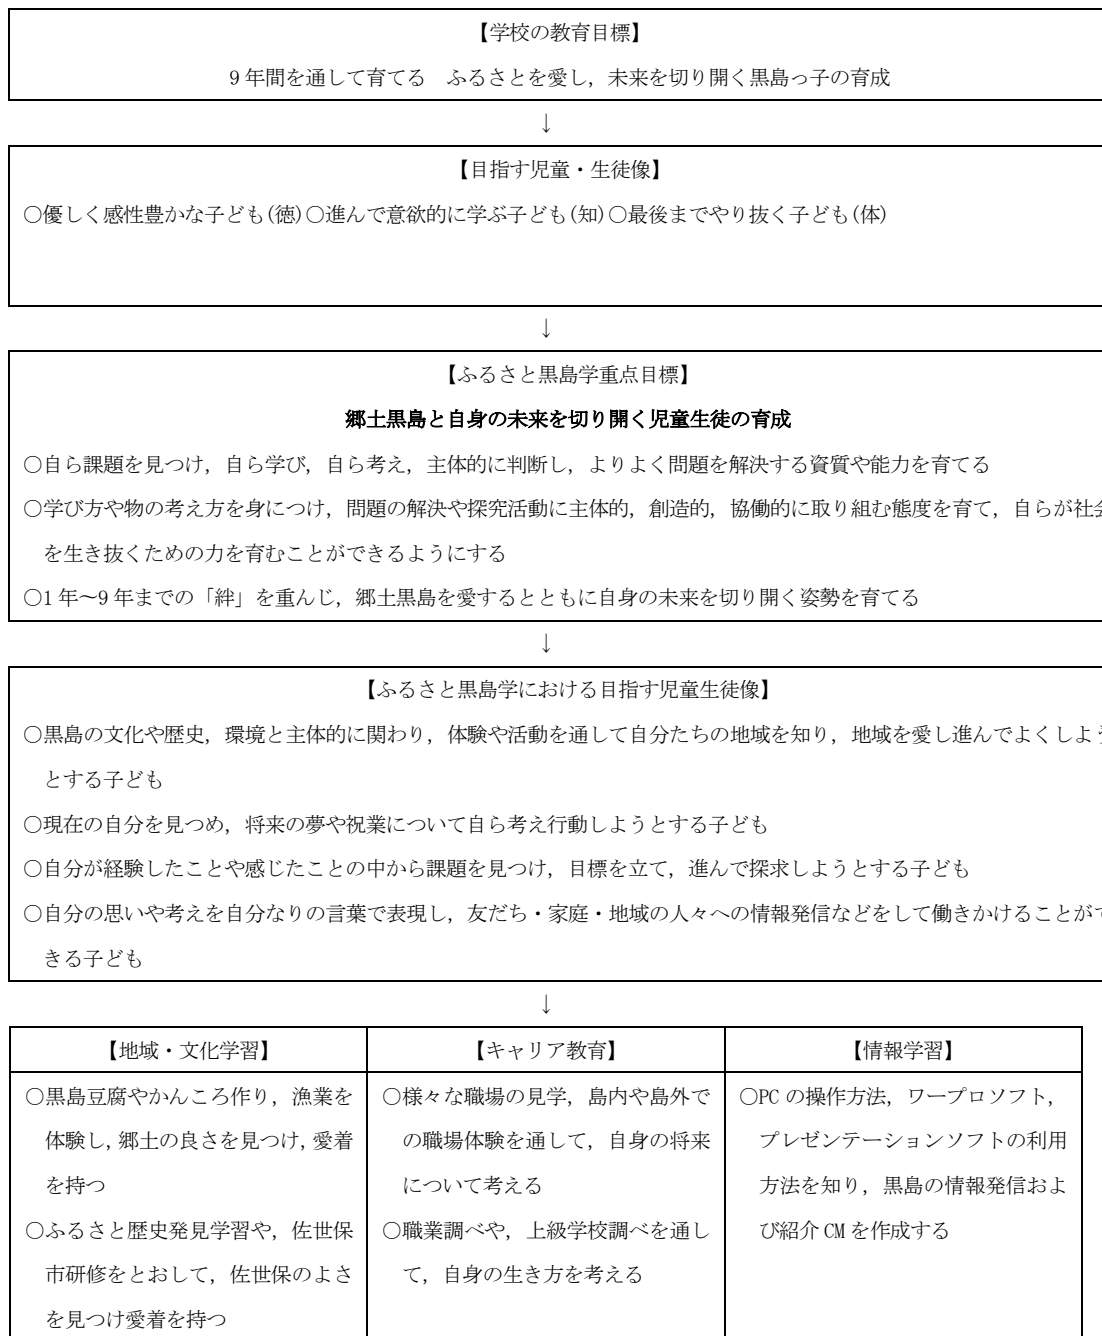 【学校の教育目標】
9年間を通して育てる　ふるさとを愛し，未来を切り開く黒島っ子の育成
↓
【目指す児童・生徒像】
○優しく感性豊かな子ども(徳)○進んで意欲的に学ぶ子ども(知)○最後までやり抜く子ども(体)
↓
【ふるさと黒島学重点目標】
郷土黒島と自身の未来を切り開く児童生徒の育成
○自ら課題を見つけ，自ら学び，自ら考え，主体的に判断し，よりよく問題を解決する資質や能力を育てる
○学び方や物の考え方を身につけ，問題の解決や探究活動に主体的，創造的，協働的に取り組む態度を育て，自らが社会
を生き抜くための力を育むことができるようにする
○1年～9年までの「絆」を重んじ，郷土黒島を愛するとともに自身の未来を切り開く姿勢を育てる
↓
【ふるさと黒島学における目指す児童生徒像】
○黒島の文化や歴史，環境と主体的に関わり，体験や活動を通して自分たちの地域を知り，地域を愛し進んでよくしよう
とする子ども
○現在の自分を見つめ，将来の夢や祝業について自ら考え行動しようとする子ども
○自分が経験したことや感じたことの中から課題を見つけ，目標を立て，進んで探求しようとする子ども
○自分の思いや考えを自分なりの言葉で表現し，友だち・家庭・地域の人々への情報発信などをして働きかけることがで
きる子ども
↓
【地域・文化学習】
○黒島豆腐やかんころ作り，漁業を
体験し，郷土の良さを見つけ，愛着
を持つ
○ふるさと歴史発見学習や，佐世保
市研修をとおして，佐世保のよさ
を見つけ愛着を持つ
【キャリア教育】
○様々な職場の見学，島内や島外で
の職場体験を通して，自身の将来
について考える
○職業調べや，上級学校調べを通し
て，自身の生き方を考える
【情報学習】
○PCの操作方法，ワープロソフト，
プレゼンテーションソフトの利用
方法を知り，黒島の情報発信およ
び紹介CMを作成する